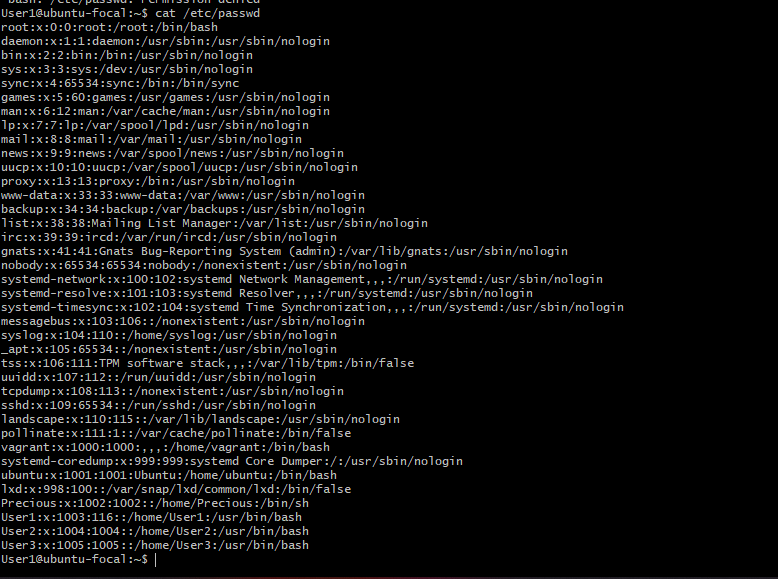 bash: /etc/passwd: Permission denied
User1@ubuntu-focal:~$ cat /etc/passwd
root:x:0:0:root:/root:/bin/bash
daemon:x:1:1:daemon:/usr/sbin:/usr/sbin/nologin
bin:x:2:2:bin:/bin:/usr/sbin/nologin
sys:x:3:3:sys:/dev:/usr/sbin/nologin
sync:x:4:65534:sync:/bin:/bin/sync
games:x:5:60:games:/usr/games:/usr/sbin/nologin
man:x:6:12:man:/var/cache/man:/usr/sbin/nologin
lp:x:7:7:lp:/var/spool/lpd:/usr/sbin/nologin
mail:x:8:8:mail:/var/mail:/usr/sbin/nologin
news:x:9:9:news:/var/spool/news:/usr/sbin/nologin
uucp:x:10:10:uucp:/var/spool/uucp:/usr/sbin/nologin
proxy:x:13:13:proxy:/bin:/usr/sbin/nologin
www-data:x:33:33:www-data:/var/www:/usr/sbin/nologin
backup:x:34:34:backup:/var/backups:/usr/sbin/nologin
list:x:38:38:Mailing List Manager:/var/list:/usr/sbin/nologin
irc:x:39:39:ircd:/var/run/ircd:/usr/sbin/nologin
gnats:x:41:41:Gnats Bug-Reporting System (admin):/var/lib/gnats:/usr/sbin/nologin
nobody:x:65534:65534:nobody:/nonexistent:/usr/sbin/nologin
systemd-network:x:100:102:systemd Network Management,,,:/run/systemd:/usr/sbin/nologin
systemd-resolve:x:101:103:systemd Resolver,,,:/run/systemd:/usr/sbin/nologin
systemd-timesync:x:102:104:systemd Time Synchronization,,,:/run/systemd:/usr/sbin/nologin
messagebus:x:103:106::/nonexistent:/usr/sbin/nologin
syslog:x:104:110::/home/syslog:/usr/sbin/nologin
_apt:x:105:65534::/nonexistent:/usr/sbin/nologin
tss:x:106:111:TPM software stack,,,:/var/lib/tpm:/bin/false
uuidd:x:107:112::/run/uuidd:/usr/sbin/nologin
tcpdump:x:108:113::/nonexistent:/usr/sbin/nologin
sshd:x:109:65534::/run/sshd:/usr/sbin/nologin
landscape:x:110:115::/var/lib/landscape:/usr/sbin/nologin
pollinate:x:111:1::/var/cache/pollinate:/bin/false
vagrant:x:1000:1000:,,,:/home/vagrant:/bin/bash
systemd-coredump:x:999:999:systemd Core Dumper:/:/usr/sbin/nologin
ubuntu:x:1001:1001:Ubuntu:/home/ubuntu:/bin/bash
lxd:x:998:100::/var/snap/lxd/common/lxd:/bin/false
Precious:x:1002:1002::/home/Precious:/bin/sh
User1:x:1003:116::/home/User1:/usr/bin/bash
User2:x:1004:1004::/home/User2:/usr/bin/bash
User3:x:1005:1005::/home/User3:/usr/bin/bash
User1@ubuntu-focal:~$